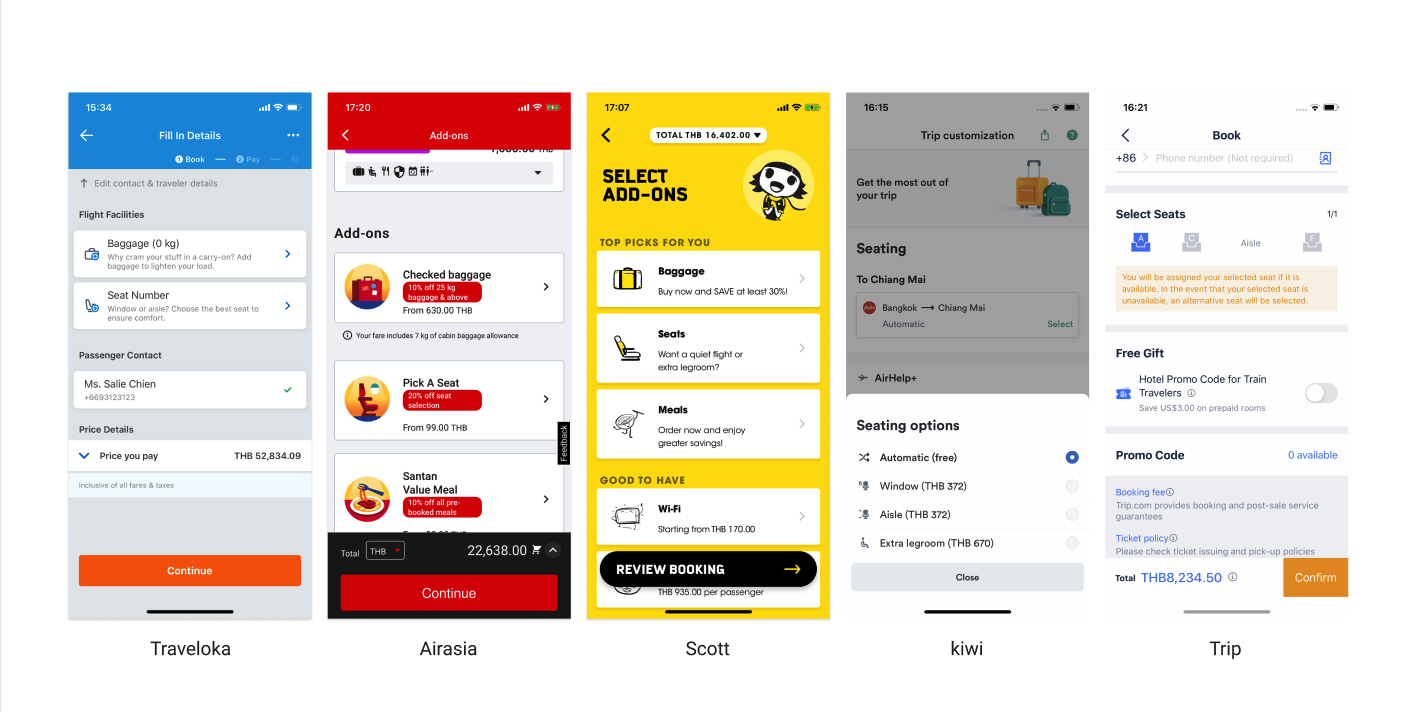 15:34
Fill In Details
1 Book
2 Pay
3
Edit contact & traveler details
Flight Facilities
Baggage (0 kg)
Why cram your stuff in a carry-on? Add
baggage to lighten your load.
Seat Number
Window or aisle? Choose the best seat to
ensure comfort.
Passenger Contact
Ms. Salie Chien
+6693123123
Price Details
Price you pay
THB 52,834.09
Inclusive of all fares & taxes
Continue
Traveloka
17:20
Add-ons
THB
Add-ons
Checked baggage
10% off 25 kg
baggage & above
From 630.00 THB
Your fare includes 7 kg of cabin baggage allowance
Pick A Seat
20% off seat
selection
From 99.00 THB
Feedback
Santan
Value Meal
10% off all pre-
booked meals
Total
THB
22,638.00
Continue
Airasia
17:07
TOTAL THB 16,402.00
SELECT
ADD-ONS
TOP PICKS FOR YOU
Baggage
Buy now and SAVE at least 30%!
Seats
Want a quiet flight or
extra legroom?
Meals
Order now and enjoy
greater savings!
GOOD TO HAVE
Wi-Fi
Starting from THB 170.00
REVIEW BOOKING
THB 935.00 per passenger
Scott
16:15
Trip customization
Get the most out of
your trip
Seating
To Chiang Mai
Bangkok → Chiang Mai
Automatic
Select
AirHelp+
Seating options
Automatic (free)
Window (THB 372)
Aisle (THB 372)
Extra legroom (THB 670)
Close
kiwi
16:21
Book
+86
Phone number (Not required)
Select Seats
1/1
A
C
Aisle
F
You will be assigned your selected seat if it is
available. In the event that your selected seat is
unavailable, an alternative seat will be selected.
Free Gift
Hotel Promo Code for Train
Travelers
Save US$3.00 on prepaid rooms
Promo Code
0 available
Booking fee
Trip.com provides booking and post-sale service
guarantees
Ticket policy
Please check ticket issuing and pick-up policies
Total
THB8,234.50
Confirm
Trip